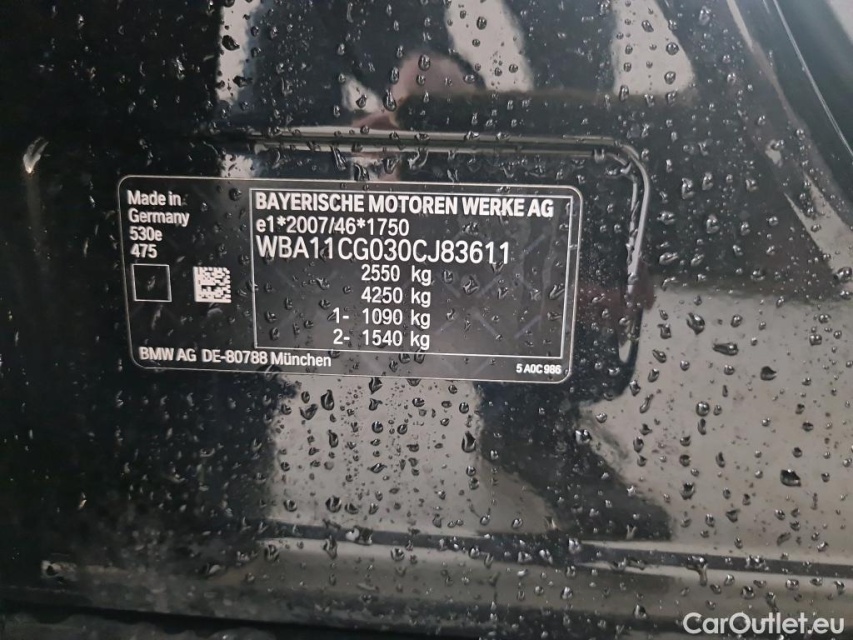 Made in
Germany
530e
475
BAYERISCHE MOTOREN WERKE AG
e1*2007/46*1750
WBA11CG030CJ83611
2550 kg
4250 kg
1- 1090 kg
2- 1540 kg
BMW AG DE-80788 München
5 A0C 986
CarOutlet.eu